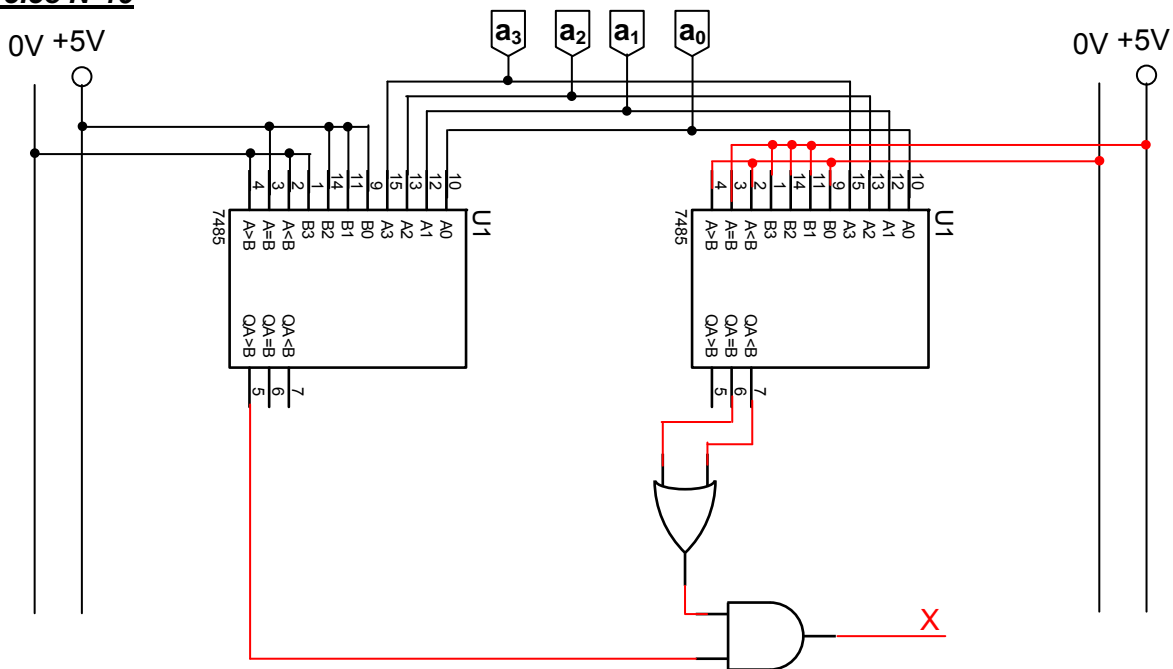 0V +5V
a3 a2 a1 a0
0V +5V
4 3 2 1 14 11 9 15 13 12 10
A>B A=B A<B B3 B2 B1 B0 A3 A2 A1 A0
U1
7485
QA>B QA=B QA<B
5 6 7
4 3 2 1 14 11 9 15 13 12 10
A>B A=B A<B B3 B2 B1 B0 A3 A2 A1 A0
U1
7485
QA>B QA=B QA<B
5 6 7
X